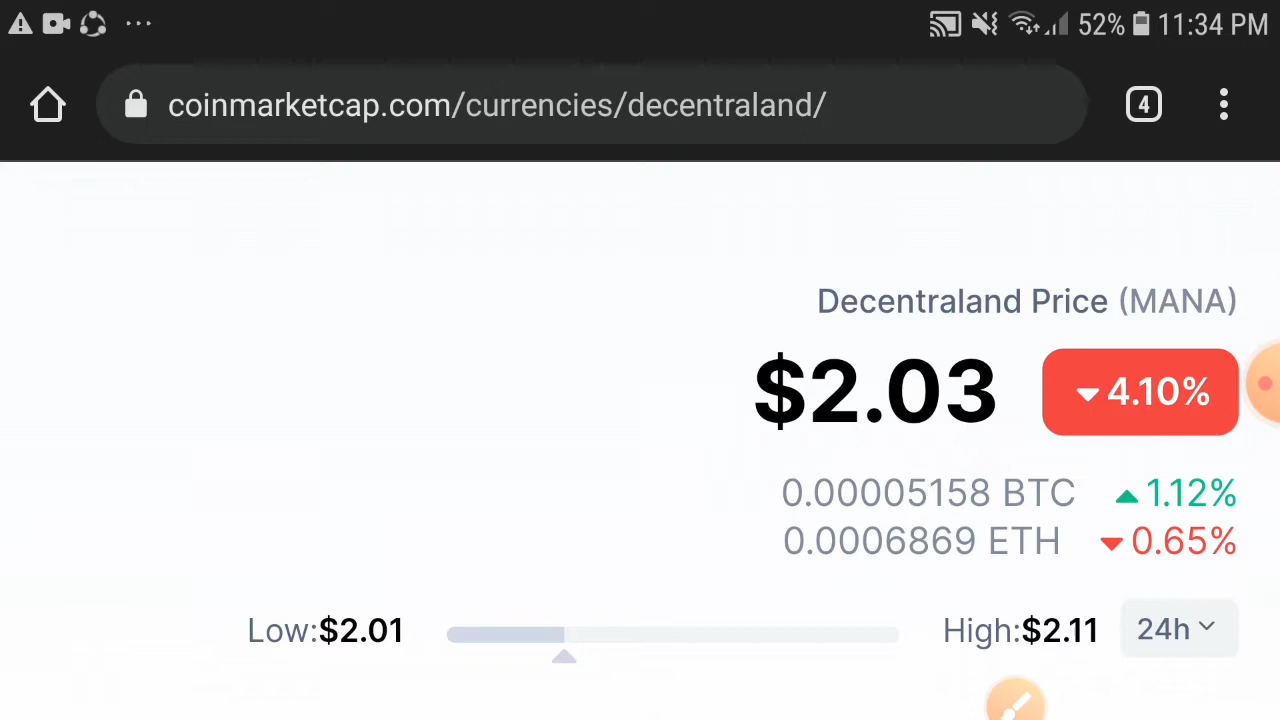 52% 11:34 PM
coinmarketcap.com/currencies/decentraland/ 4
Decentraland Price (MANA)
$2.03 4.10%
0.00005158 BTC 1.12%
0.0006869 ETH 0.65%
Low:$2.01 High:$2.11 24h